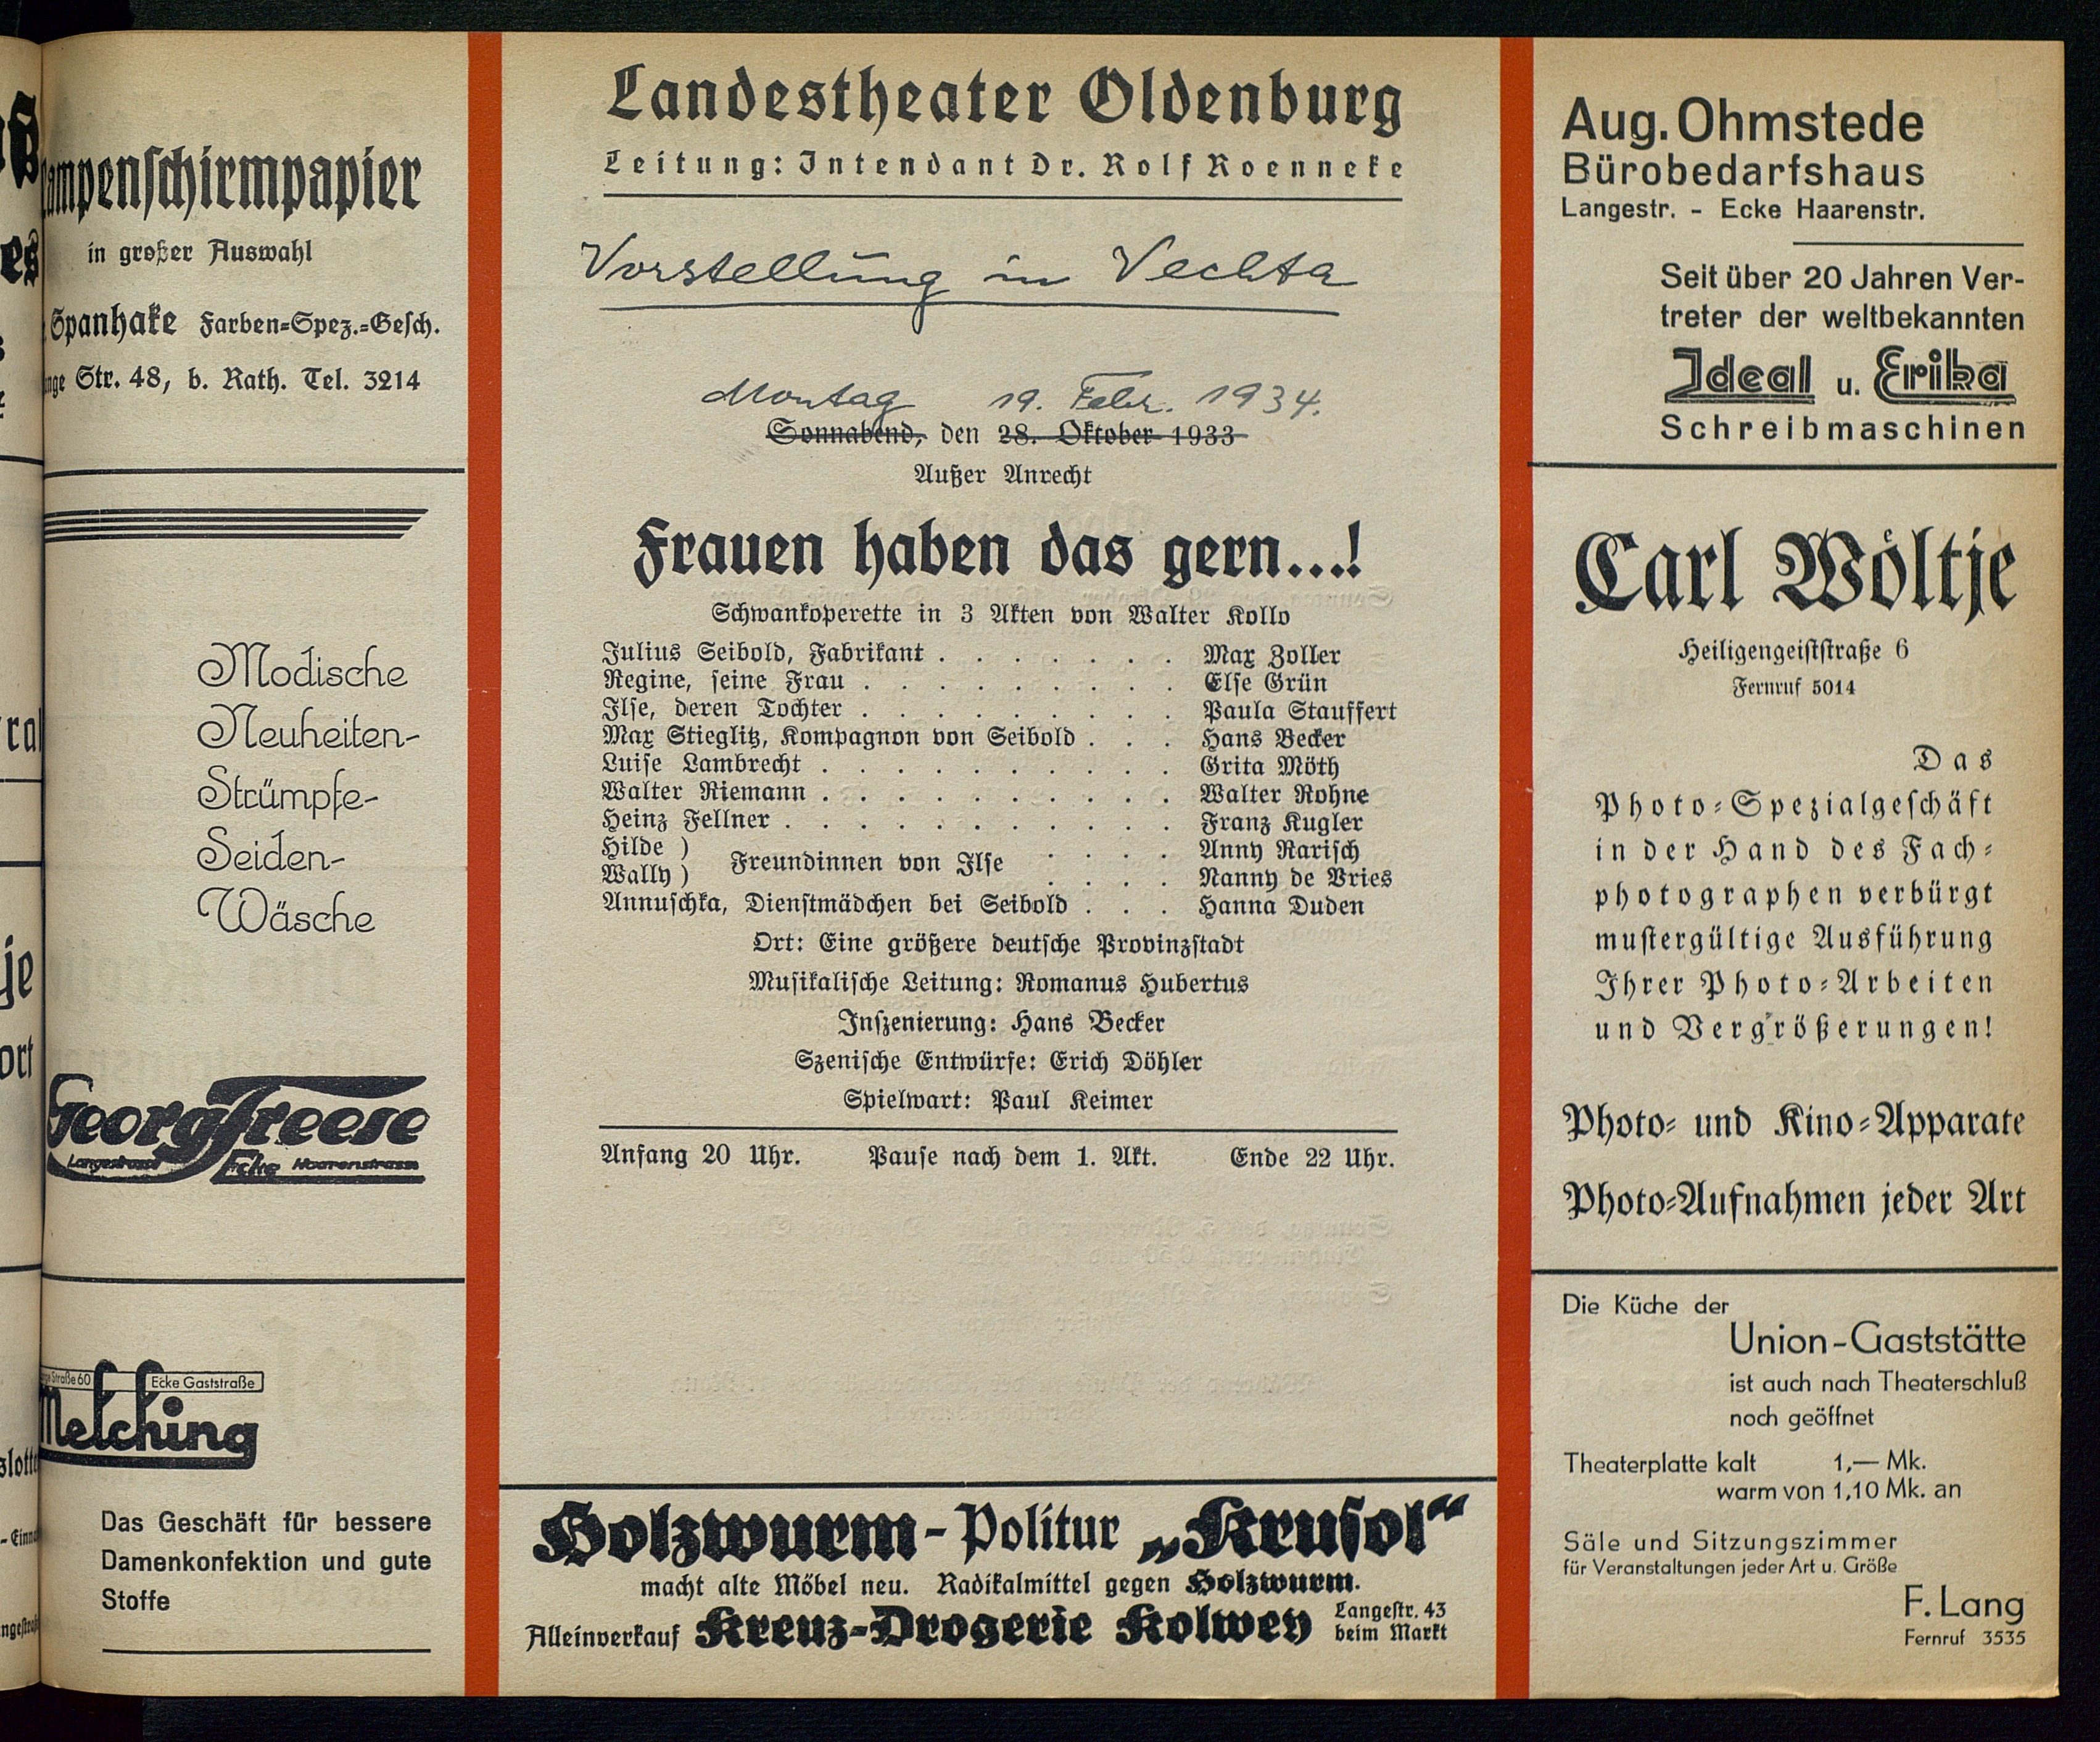 Lampenschirmpapier
in großer Auswahl
Spanhake Farben-Spez.-Gesch.
Str. 48, b. Rath. Tel. 3214
Modische
Neuheiten-
Strümpfe-
Seiden-
Wäsche
Georg Freese
Langestrasse Ecke Haarenstrasse
Straße 60 Ecke Gaststraße
Melching
Das Geschäft für bessere
Damenkonfektion und gute
Stoffe
Landestheater Oldenburg
Leitung: Intendant Dr. Rolf Roenneke
Vorstellung in Vechta
Montag 19. Febr. 1934.
Sonnabend, den 28. Oktober 1933
Außer Anrecht
Frauen haben das gern...!
Schwankoperette in 3 Akten von Walter Kollo
Julius Seibold, Fabrikant . . . . . . . Max Zoller
Regine, seine Frau . . . . . . . . . Else Grün
Ilse, deren Tochter . . . . . . . . . Paula Stauffert
Max Stieglitz, Kompagnon von Seibold . . . Hans Becker
Luise Lambrecht . . . . . . . . . . Grita Möth
Walter Riemann . . . . . . . . . . Walter Rohne
Heinz Fellner . . . . . . . . . . . Franz Kugler
Hilde ) . . . . Anny Rarisch
Freundinnen von Ilse
Wally ) . . . . Nanny de Vries
Annuschka, Dienstmädchen bei Seibold . . . Hanna Duden
Ort: Eine größere deutsche Provinzstadt
Musikalische Leitung: Romanus Hubertus
Inszenierung: Hans Becker
Szenische Entwürfe: Erich Döhler
Spielwart: Paul Keimer
Anfang 20 Uhr. Pause nach dem 1. Akt. Ende 22 Uhr.
Holzwurm-Politur „Krusol“
macht alte Möbel neu. Radikalmittel gegen Holzwurm.
Alleinverkauf Kreuz-Drogerie Kolwey Langestr. 43
beim Markt
Aug. Ohmstede
Bürobedarfshaus
Langestr. - Ecke Haarenstr.
Seit über 20 Jahren Ver-
treter der weltbekannten
Ideal u. Erika
Schreibmaschinen
Carl Wöltje
Heiligengeiststraße 6
Fernruf 5014
Das
Photo-Spezialgeschäft
in der Hand des Fach-
photographen verbürgt
mustergültige Ausführung
Ihrer Photo-Arbeiten
und Vergrößerungen!
Photo- und Kino-Apparate
Photo-Aufnahmen jeder Art
Die Küche der
Union-Gaststätte
ist auch nach Theaterschluß
noch geöffnet
Theaterplatte kalt 1,— Mk.
warm von 1,10 Mk. an
Säle und Sitzungszimmer
für Veranstaltungen jeder Art u. Größe
F. Lang
Fernruf 3535